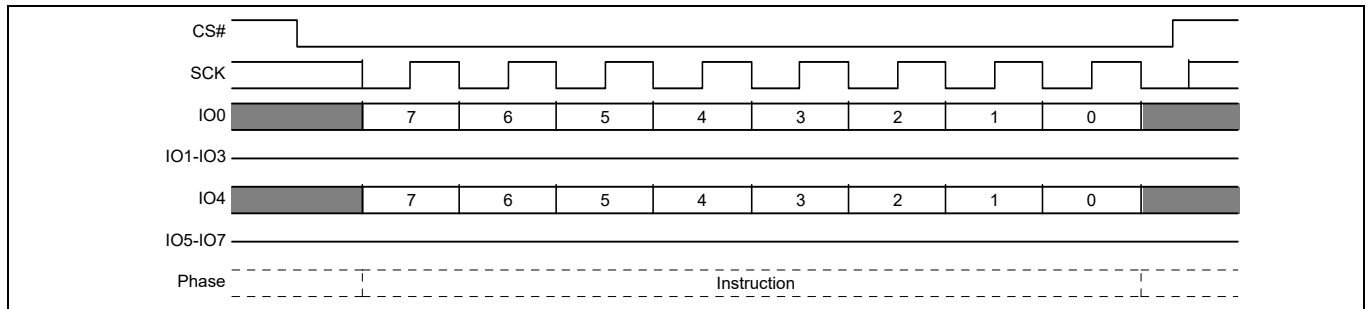 CS#
SCK
IO0 7 6 5 4 3 2 1 0
IO1-IO3
IO4 7 6 5 4 3 2 1 0
IO5-IO7
Phase Instruction